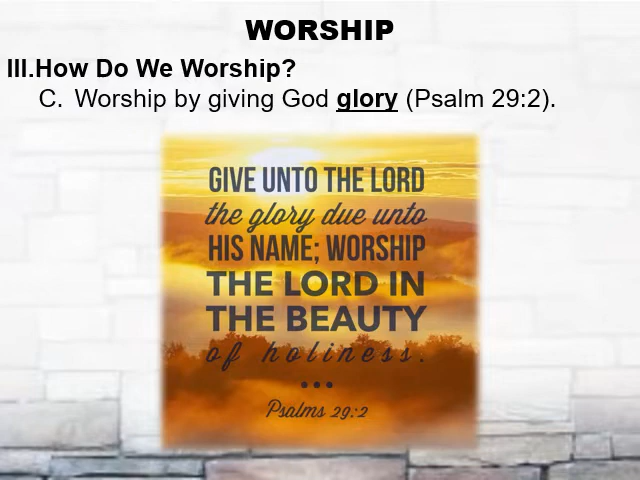 WORSHIP
III.How Do We Worship?
C. Worship by giving God glory (Psalm 29:2).
GIVE UNTO THE LORD
the glory due unto
HIS NAME; WORSHIP
THE LORD IN
THE BEAUTY
of holiness.
...
Psalms 29:2